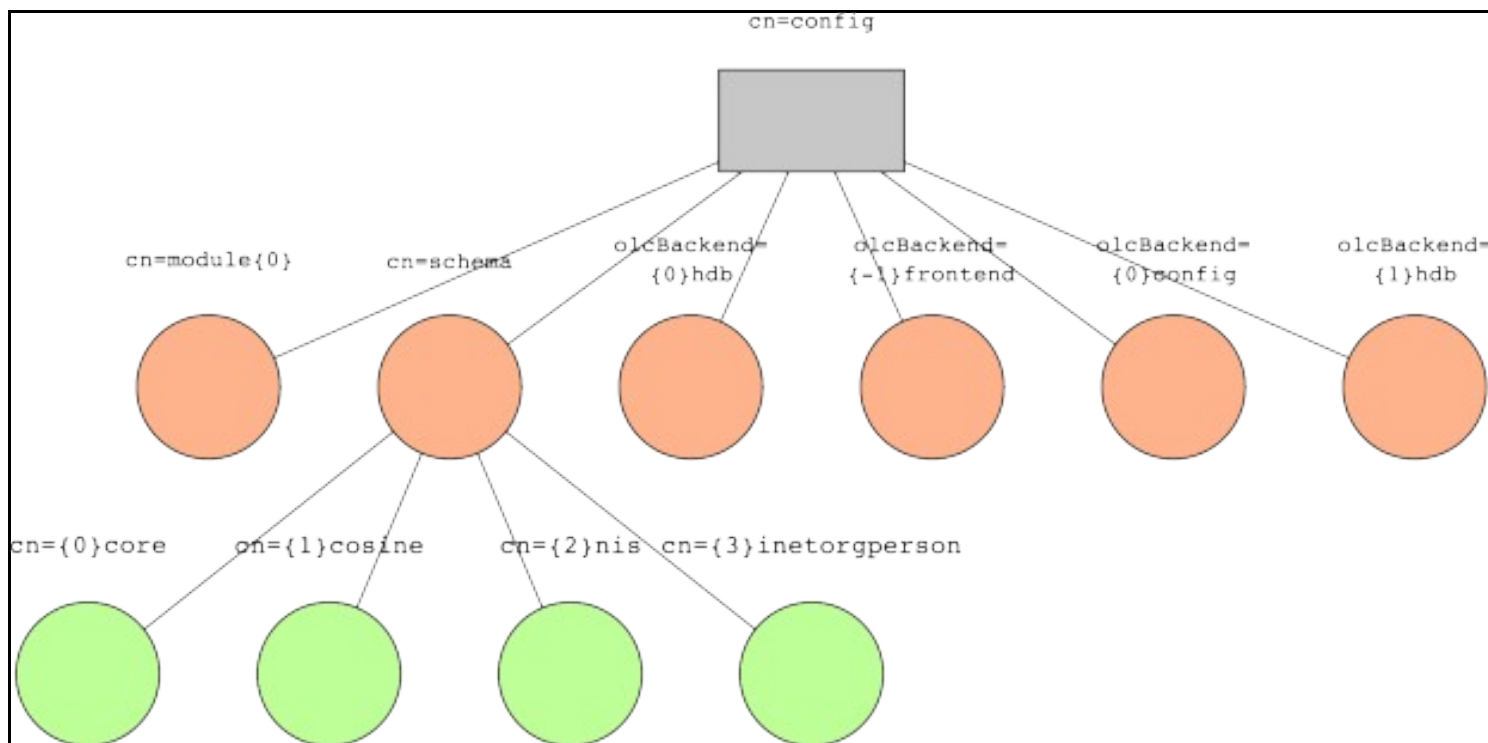 cn=config
cn=module{0}
cn=schema
olcBackend=
{0}hdb
olcBackend=
{-1}frontend
olcBackend=
{0}config
olcBackend=
{1}hdb
cn={0}core
cn={1}cosine
cn={2}nis
cn={3}inetorgperson